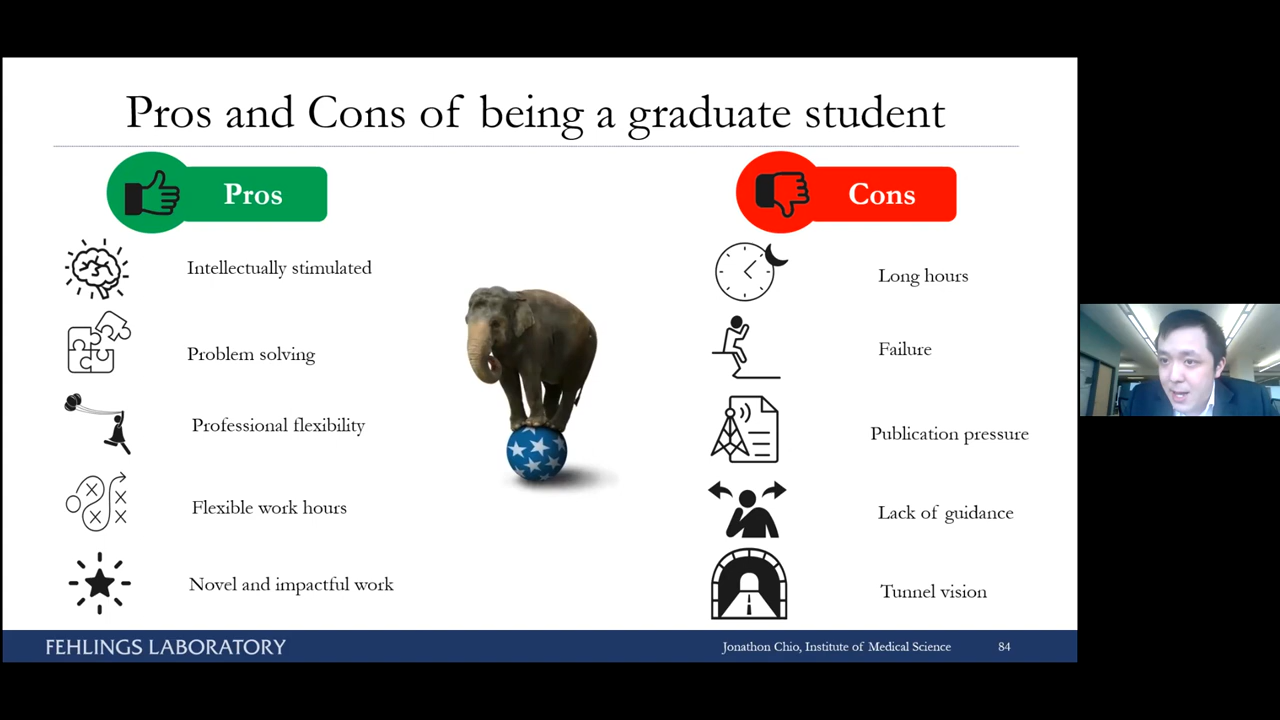 Pros and Cons of being a graduate student
Pros
Intellectually stimulated
Problem solving
Professional flexibility
Flexible work hours
Novel and impactful work
Cons
Long hours
Failure
Publication pressure
Lack of guidance
Tunnel vision
FEHLINGS LABORATORY
Jonathon Chio, Institute of Medical Science
84